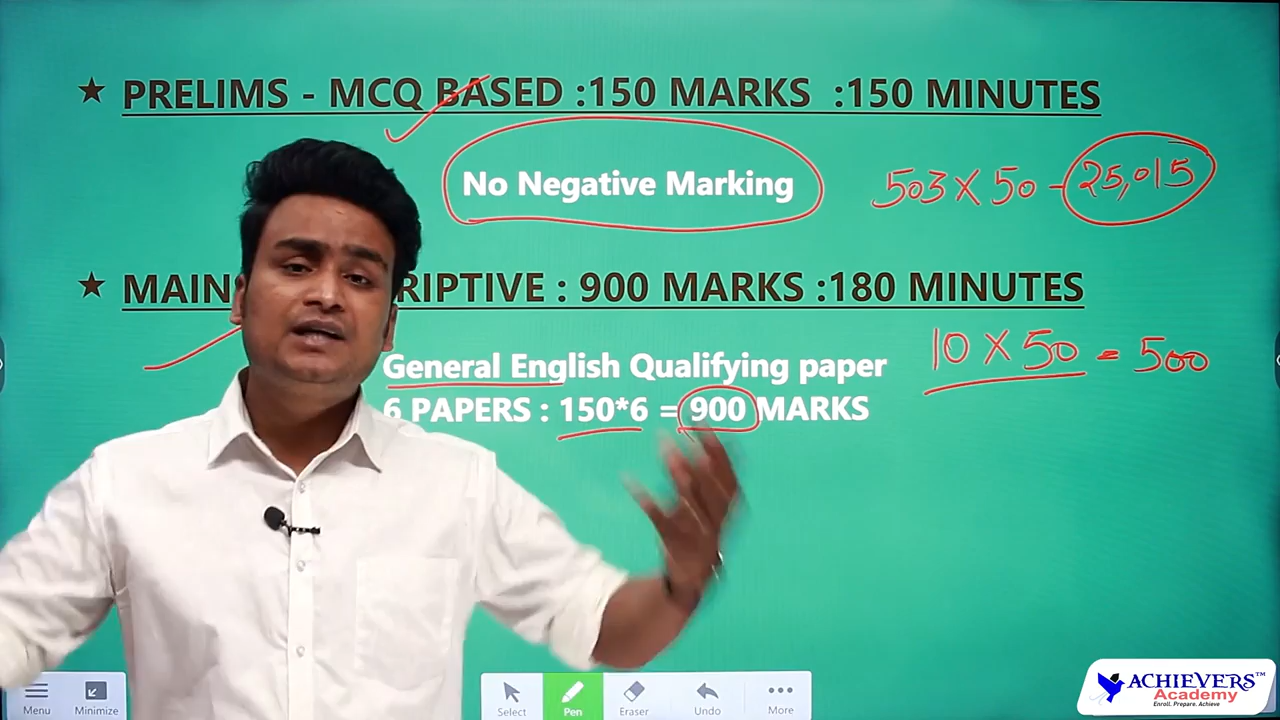 ★ PRELIMS - MCQ BASED :150 MARKS :150 MINUTES
No Negative Marking
503 X 50 - 25,015
★ MAINS RIPTIVE : 900 MARKS :180 MINUTES
10 X 50 = 500
General English Qualifying paper
6 PAPERS : 150*6 = 900 MARKS
Menu
Minimize
Select
Pen
Eraser
Undo
More
ACHIEVERS™
Academy
Enroll. Prepare. Achieve